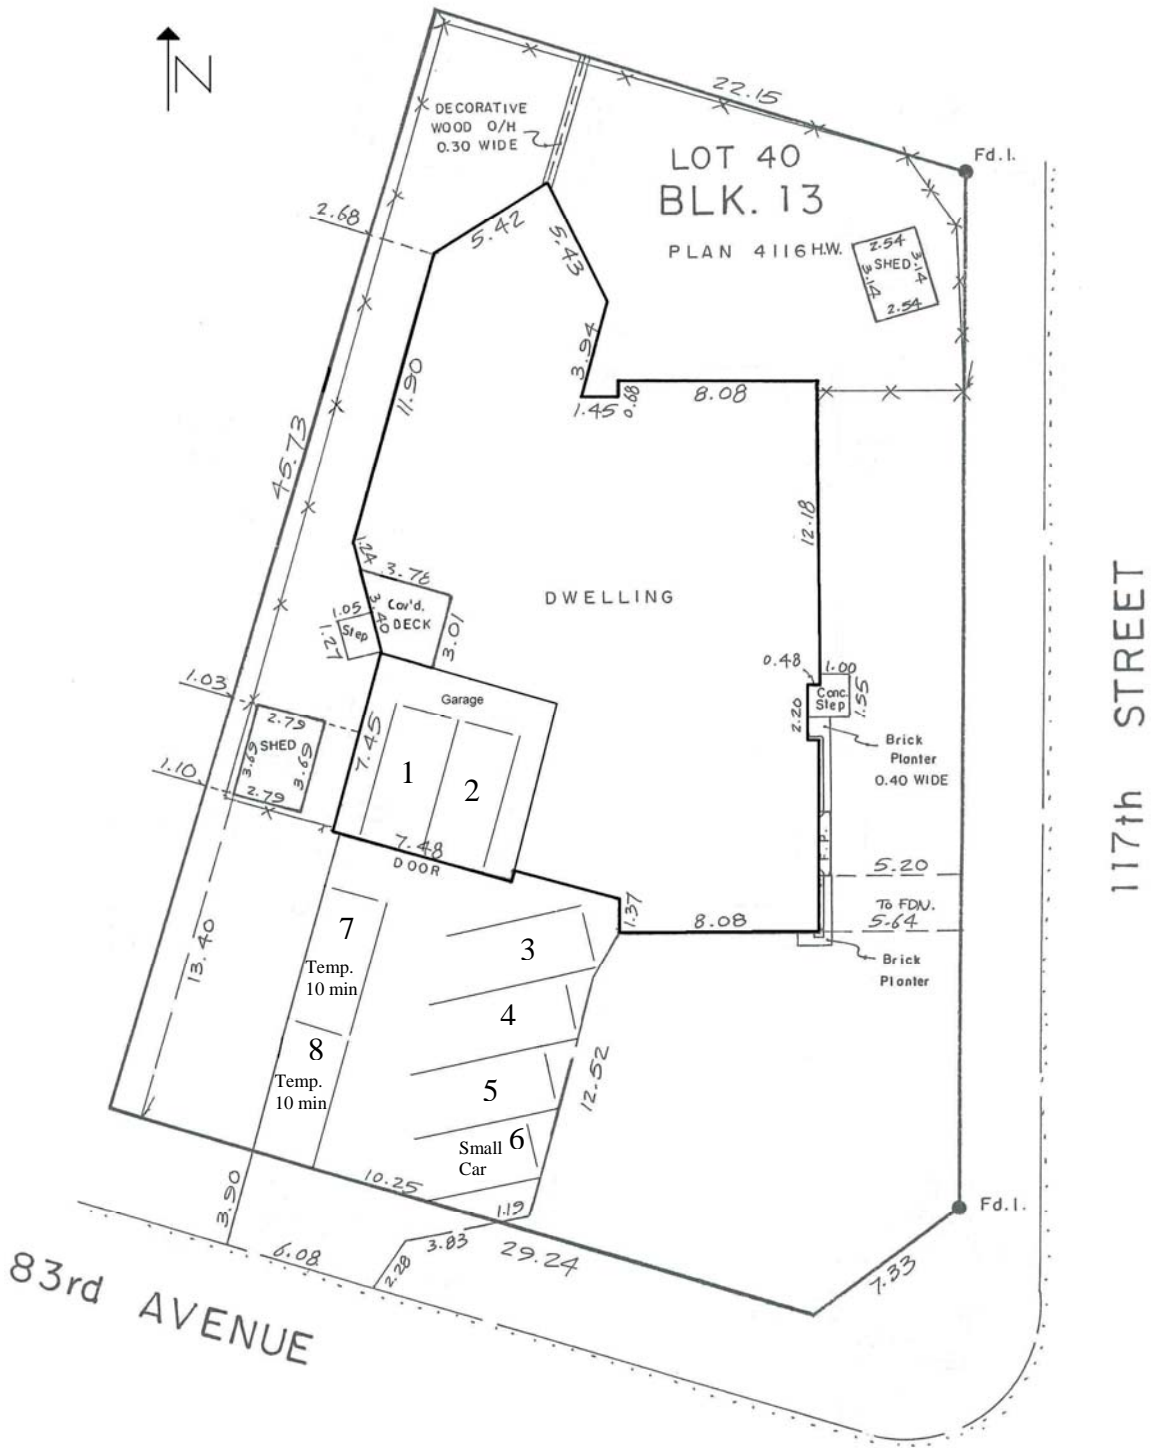 N
22.15
DECORATIVE
WOOD O/H
0.30 WIDE
Fd.I.
LOT 40
BLK. 13
PLAN 4116 H.W.
2.68
5.42
5.43
2.54
SHED
3.14
3.14
2.54
3.94
11.90
1.45
0.68
8.08
45.73
12.18
1.24
3.78
3.40
Cov'd.
DECK
1.05
Step
1.27
3.01
DWELLING
117th STREET
0.48
1.00
Conc.
Step
1.55
2.20
1.03
Garage
2.79
SHED
3.69
3.69
2.79
1.10
7.45
1
2
Brick
Planter
0.40 WIDE
F.P.
7.48
DOOR
5.20
TO FDN.
5.64
1.37
8.08
Brick
Planter
7
Temp.
10 min
3
4
13.40
8
Temp.
10 min
5
12.52
6
Small
Car
10.25
3.90
1.19
Fd.I.
3.83
29.24
6.08
2.28
7.33
83rd AVENUE